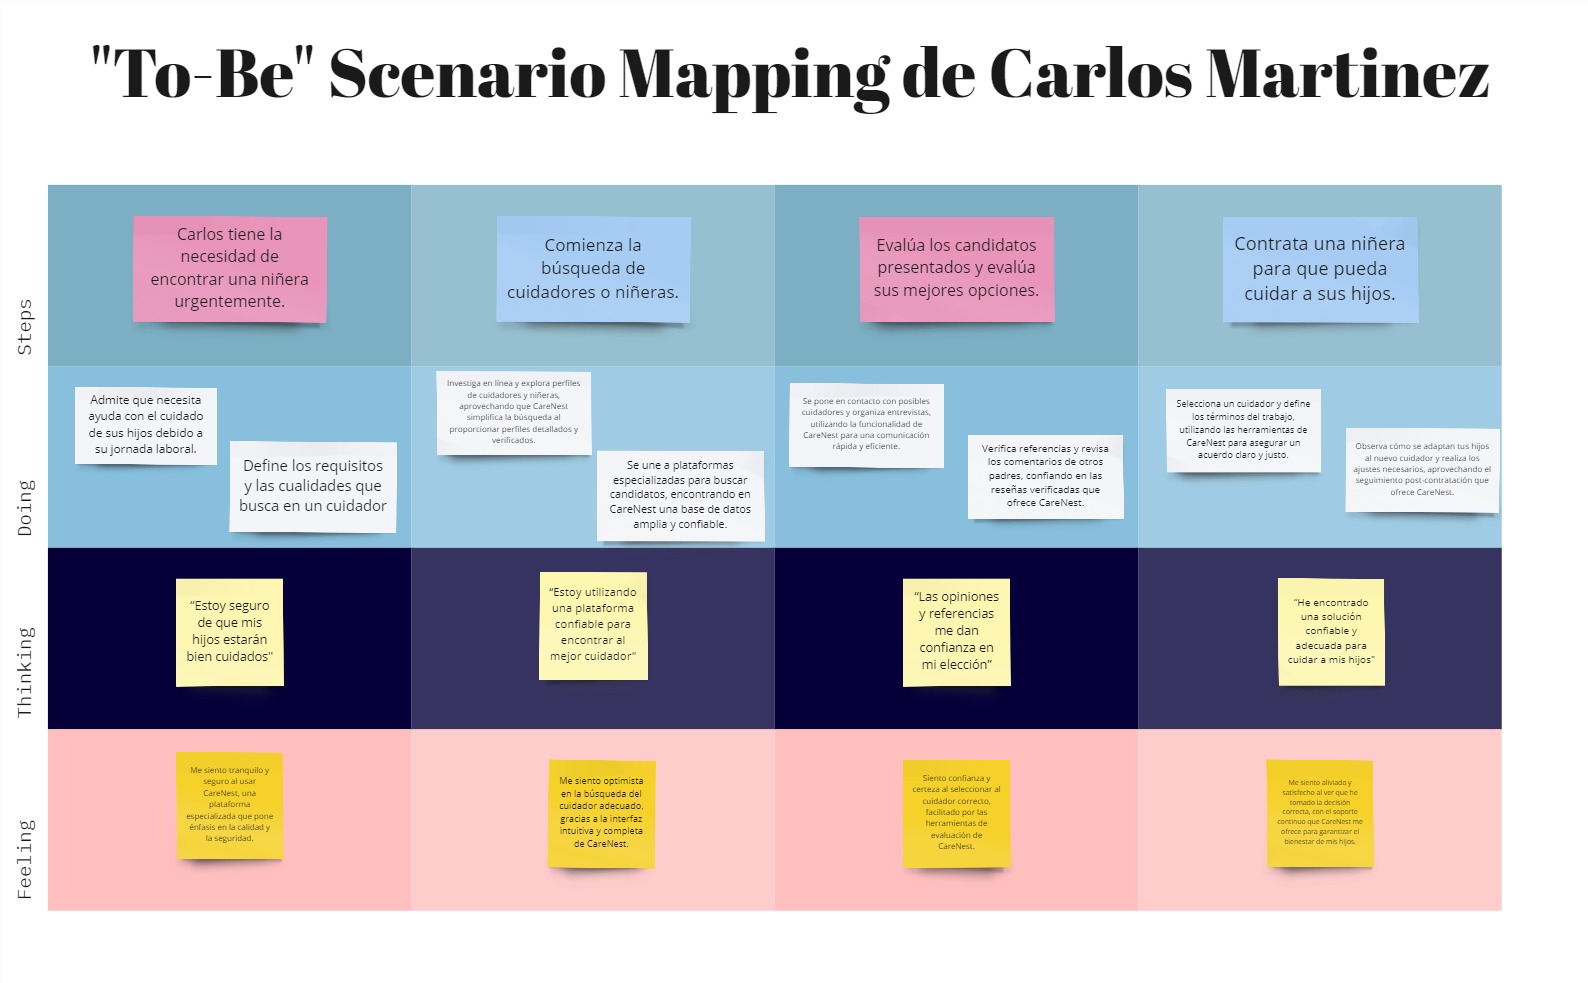 "To-Be" Scenario Mapping de Carlos Martinez
Steps
Carlos tiene la
necesidad de
encontrar una niñera
urgentemente.
Comienza la
búsqueda de
cuidadores o niñeras.
Evalúa los candidatos
presentados y evalúa
sus mejores opciones.
Contrata una niñera
para que pueda
cuidar a sus hijos.
Doing
Admite que necesita
ayuda con el cuidado
de sus hijos debido a
su jornada laboral.
Define los requisitos
y las cualidades que
busca en un cuidador
Investiga en línea y explora perfiles
de cuidadores y niñeras,
aprovechando que CareNest
simplifica la búsqueda al
proporcionar perfiles detallados y
verificados.
Se une a plataformas
especializadas para buscar
candidatos, encontrando en
CareNest una base de datos
amplia y confiable.
Se pone en contacto con posibles
cuidadores y organiza entrevistas,
utilizando la funcionalidad de
CareNest para una comunicación
rápida y eficiente.
Verifica referencias y revisa
los comentarios de otros
padres, confiando en las
reseñas verificadas que
ofrece CareNest.
Selecciona un cuidador y define
los términos del trabajo,
utilizando las herramientas de
CareNest para asegurar un
acuerdo claro y justo.
Observa cómo se adaptan tus hijos
al nuevo cuidador y realiza los
ajustes necesarios, aprovechando el
seguimiento post-contratación que
ofrece CareNest.
Thinking
“Estoy seguro
de que mis
hijos estarán
bien cuidados"
“Estoy utilizando
una plataforma
confiable para
encontrar al
mejor cuidador"
“Las opiniones
y referencias
me dan
confianza en
mi elección”
“He encontrado
una solución
confiable y
adecuada para
cuidar a mis hijos”
Feeling
Me siento tranquilo y
seguro al usar
CareNest, una
plataforma
especializada que pone
énfasis en la calidad y
la seguridad.
Me siento optimista
en la búsqueda del
cuidador adecuado,
gracias a la interfaz
intuitiva y completa
de CareNest.
Siento confianza y
certeza al seleccionar al
cuidador correcto,
facilitado por las
herramientas de
evaluación de
CareNest.
Me siento aliviado y
satisfecho al ver que he
tomado la decisión
correcta, con el soporte
continuo que CareNest me
ofrece para garantizar el
bienestar de mis hijos.